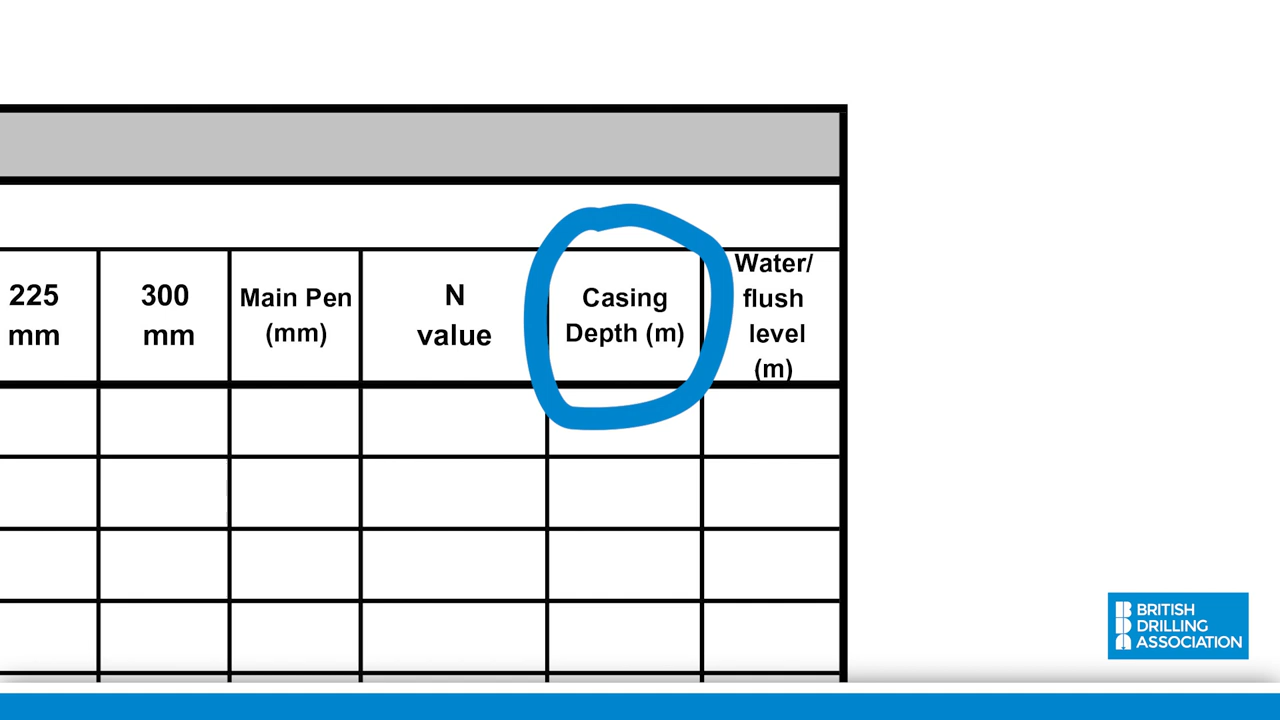 225
mm
300
mm
Main Pen
(mm)
N
value
Casing
Depth (m)
Water/
flush
level
(m)
BRITISH
DRILLING
ASSOCIATION